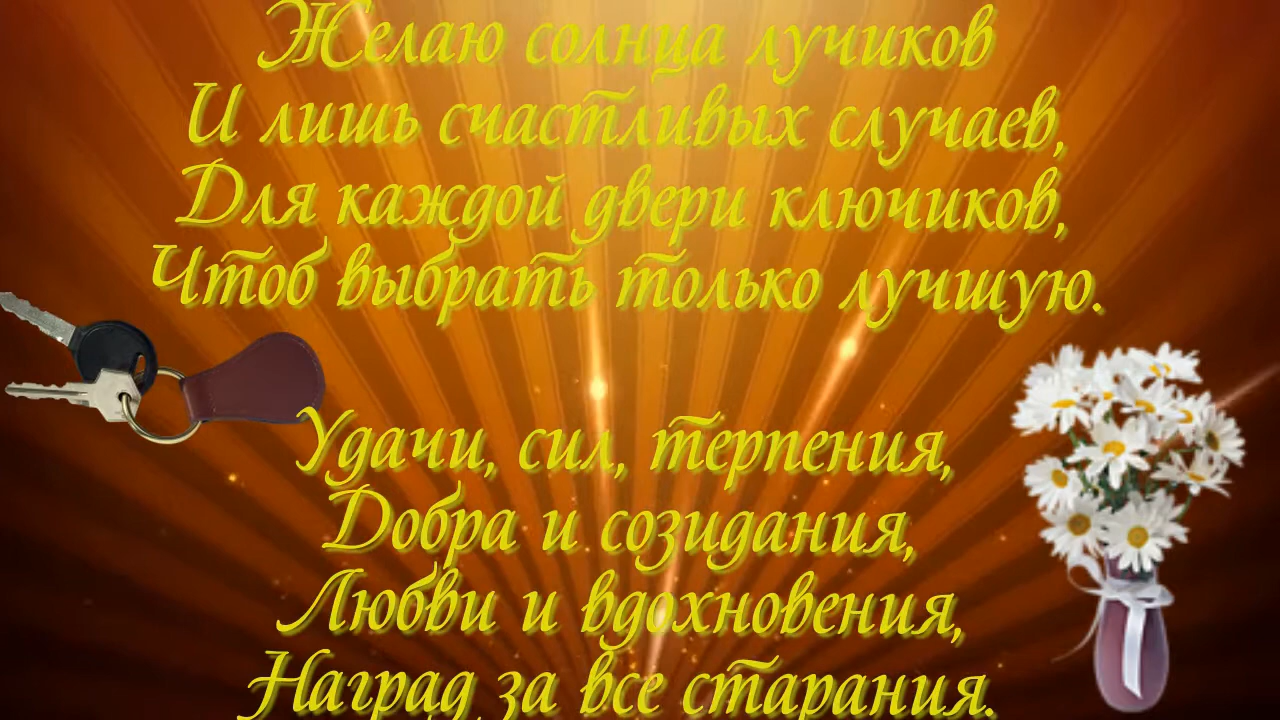 Желаю солнца лучиков
И лишь счастливых случаев,
Для каждой двери ключиков,
Чтоб выбрать только лучшую.
Удачи, сил, терпения,
Добра и созидания,
Любви и вдохновения,
Наград за все старания.